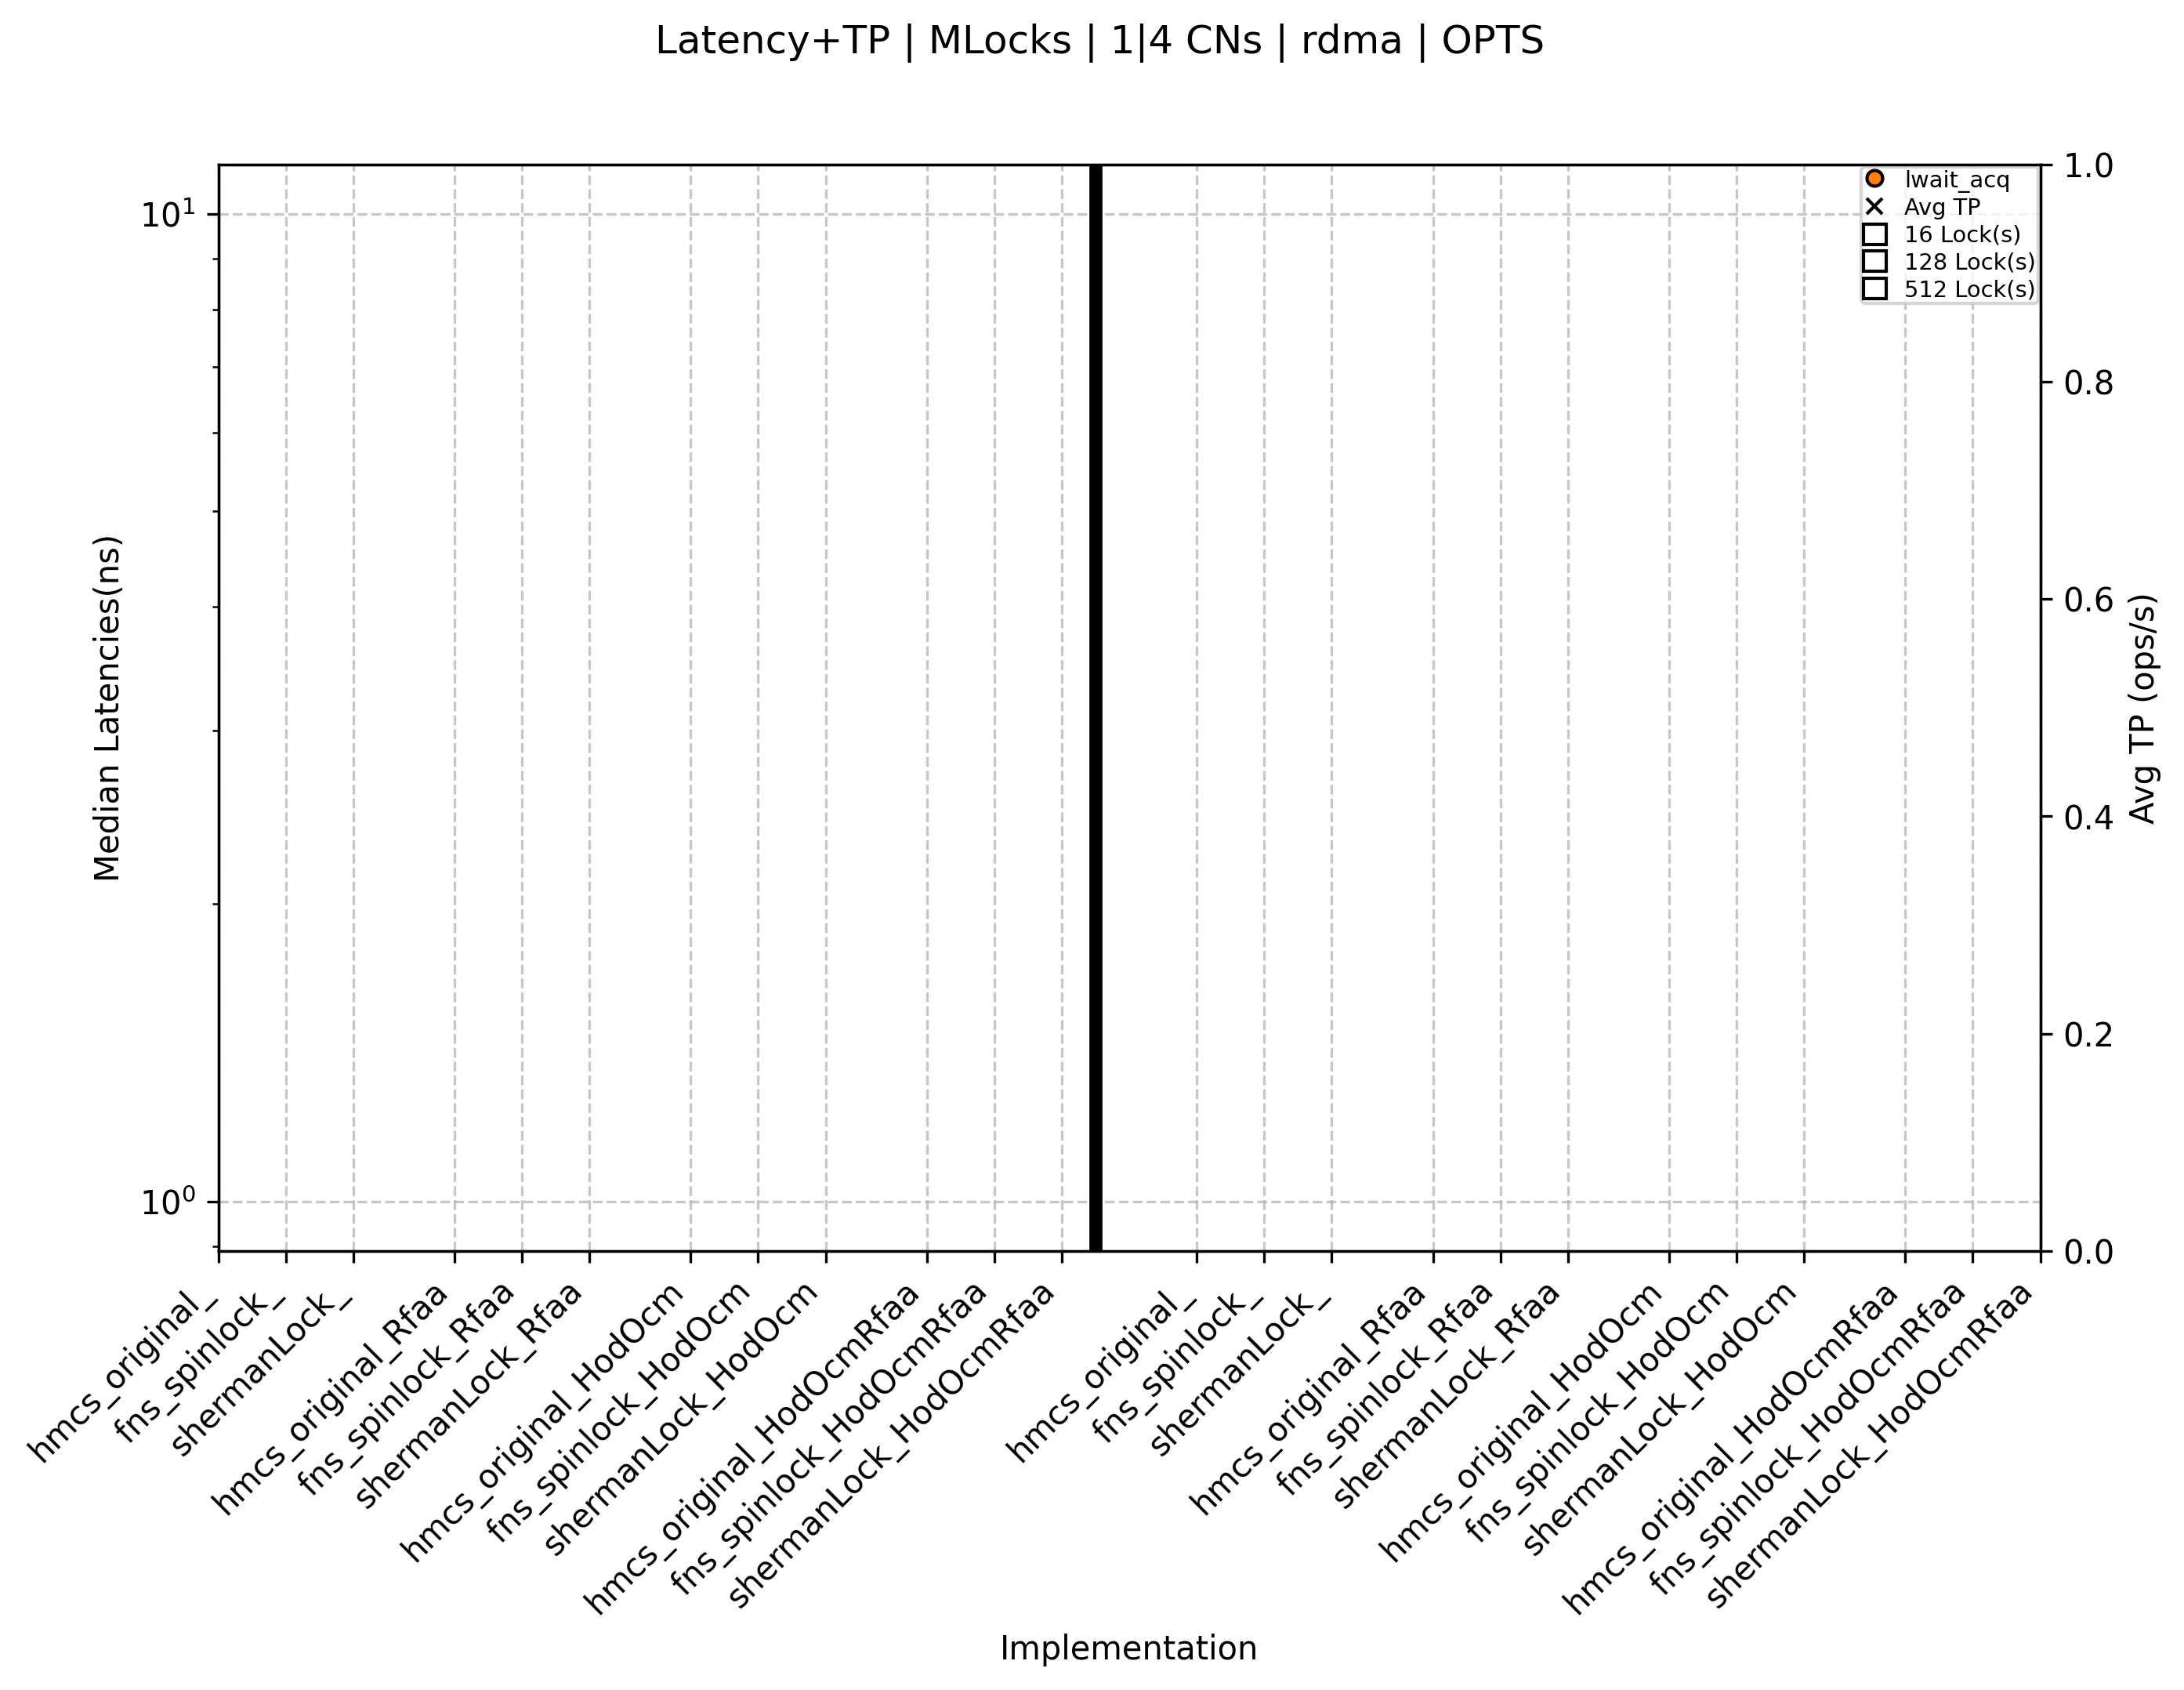 Latency+TP | MLocks | 1|4 CNs | rdma | OPTS
lwait_acq
Avg TP
16 Lock(s)
128 Lock(s)
512 Lock(s)
Median Latencies(ns)
10¹
10⁰
1.0
0.8
0.6
0.4
0.2
0.0
Avg TP (ops/s)
hmcs_original_
fns_spinlock_
shermanLock_
hmcs_original_Rfaa
fns_spinlock_Rfaa
shermanLock_Rfaa
hmcs_original_HodOcm
fns_spinlock_HodOcm
shermanLock_HodOcm
hmcs_original_HodOcmRfaa
fns_spinlock_HodOcmRfaa
shermanLock_HodOcmRfaa
hmcs_original_
fns_spinlock_
shermanLock_
hmcs_original_Rfaa
fns_spinlock_Rfaa
shermanLock_Rfaa
hmcs_original_HodOcm
fns_spinlock_HodOcm
shermanLock_HodOcm
hmcs_original_HodOcmRfaa
fns_spinlock_HodOcmRfaa
shermanLock_HodOcmRfaa
Implementation